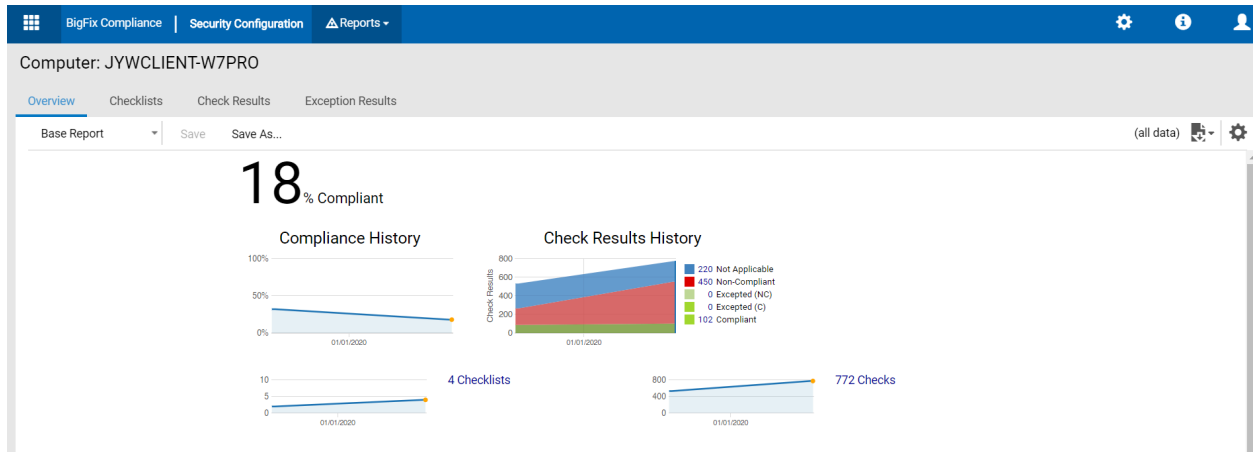 BigFix Compliance | Security Configuration Reports
Computer: JYWCLIENT-W7PRO
Overview Checklists Check Results Exception Results
Base Report Save Save As... (all data)
18% Compliant
Compliance History
100%
50%
0%
01/01/2020
Check Results History
Check Results
800
600
400
200
0
01/01/2020
220 Not Applicable
450 Non-Compliant
0 Excepted (NC)
0 Excepted (C)
102 Compliant
10
5
0
01/01/2020
4 Checklists
800
400
0
01/01/2020
772 Checks